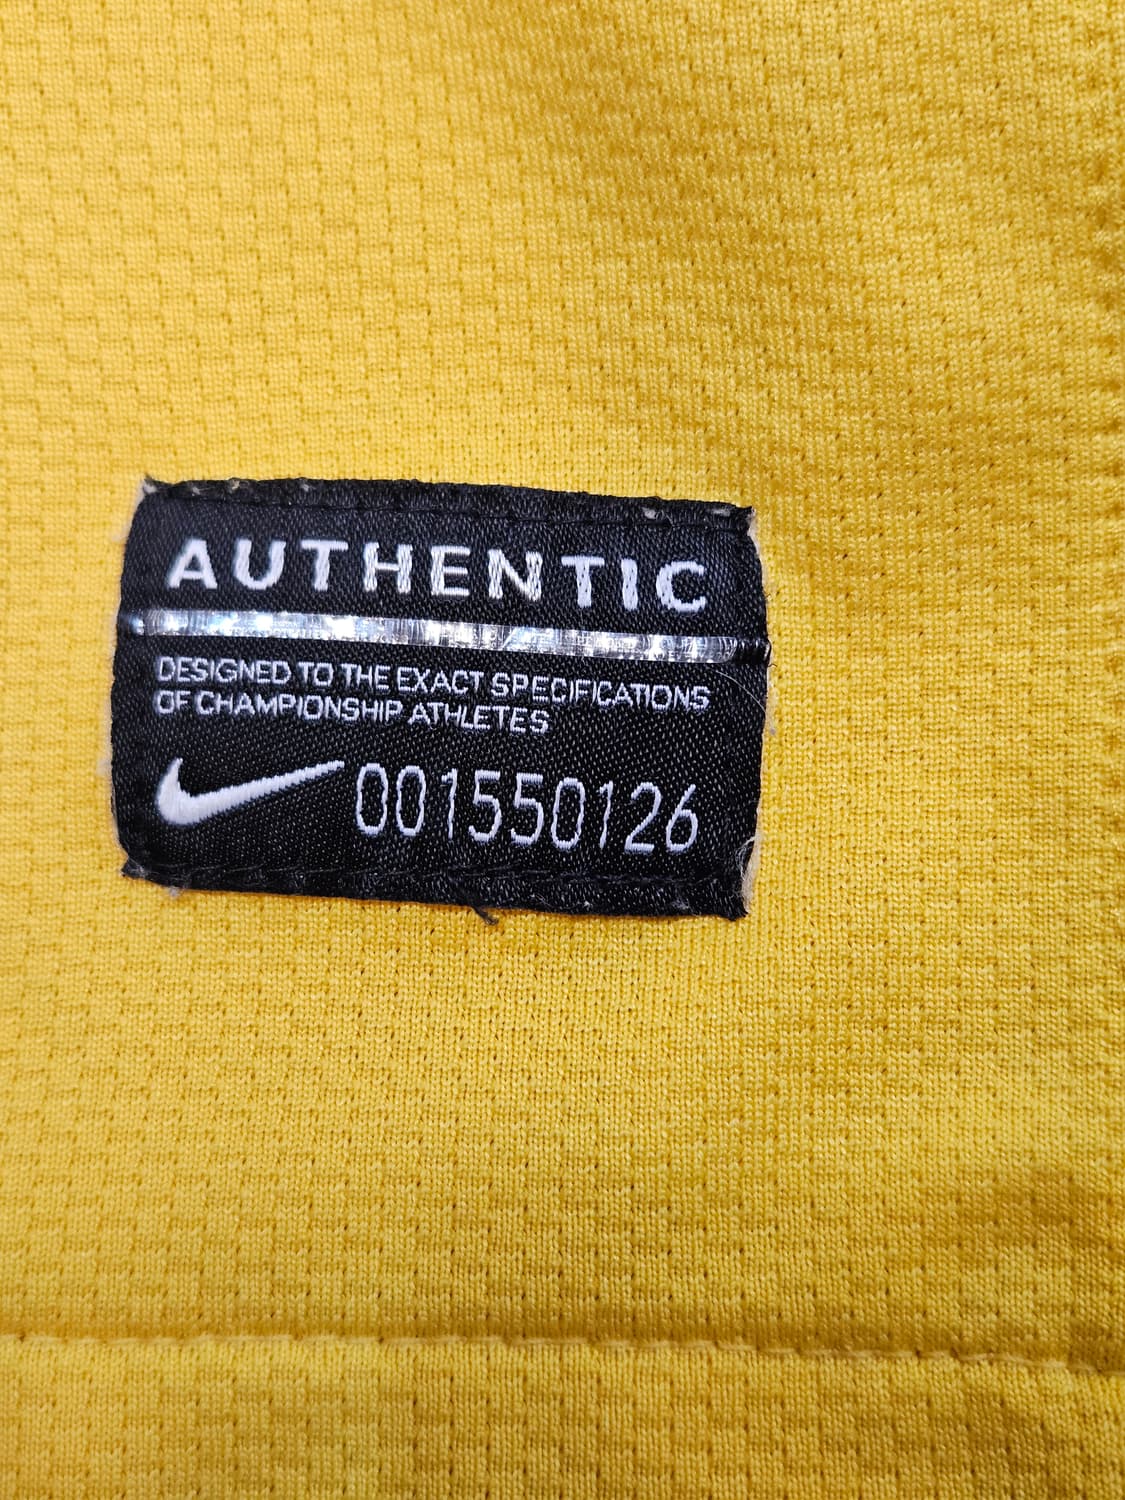 AUTHENTIC
DESIGNED TO THE EXACT SPECIFICATIONS
OF CHAMPIONSHIP ATHLETES
001550126